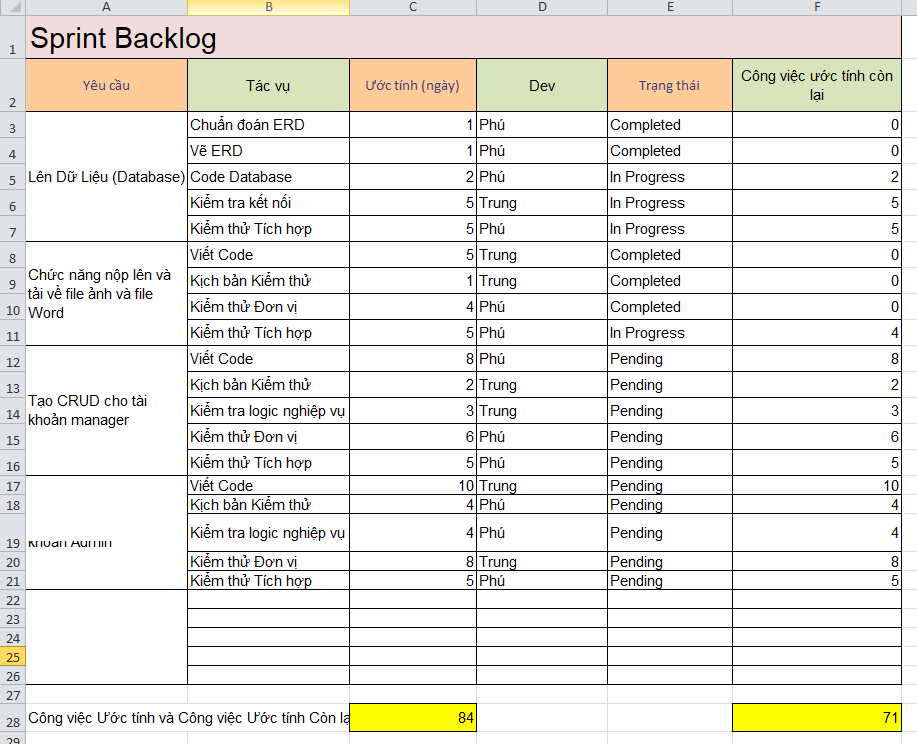 A B C D E F
1 Sprint Backlog
2 Yêu cầu Tác vụ Ước tính (ngày) Dev Trạng thái Công việc ước tính còn
lại
3 Chuẩn đoán ERD 1 Phú Completed 0
4 Vẽ ERD 1 Phú Completed 0
5 Lên Dữ Liệu (Database) Code Database 2 Phú In Progress 2
6 Kiểm tra kết nối 5 Trung In Progress 5
7 Kiểm thử Tích hợp 5 Phú In Progress 5
8 Viết Code 5 Trung Completed 0
Chức năng nộp lên và
9 Kịch bản Kiểm thử 1 Trung Completed 0
tải về file ảnh và file
10 Word Kiểm thử Đơn vị 4 Phú Completed 0
11 Kiểm thử Tích hợp 5 Phú In Progress 4
12 Viết Code 8 Phú Pending 8
13 Kịch bản Kiểm thử 2 Trung Pending 2
Tạo CRUD cho tài
14 Kiểm tra logic nghiệp vụ 3 Trung Pending 3
khoản manager
15 Kiểm thử Đơn vị 6 Phú Pending 6
16 Kiểm thử Tích hợp 5 Phú Pending 5
17 Viết Code 10 Trung Pending 10
18 Kịch bản Kiểm thử 4 Phú Pending 4
19 Kiểm tra logic nghiệp vụ 4 Phú Pending 4
khoản Admin
20 Kiểm thử Đơn vị 8 Trung Pending 8
21 Kiểm thử Tích hợp 5 Phú Pending 5
22
23
24
25
26
27
28 Công việc Ước tính và Công việc Ước tính Còn lạ 84 71
29